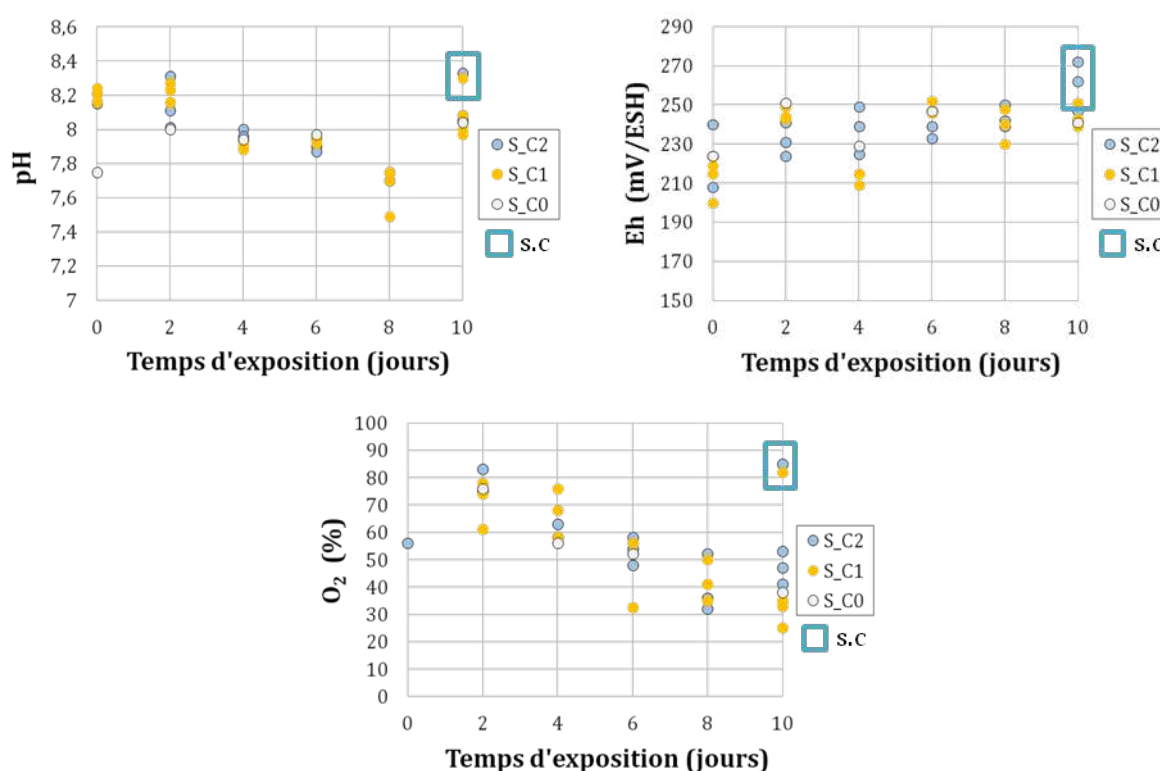 8,6
8,4
8,2
8
7,8
7,6
7,4
7,2
7
pH
0 2 4 6 8 10
Temps d'exposition (jours)
S_C2
S_C1
S_C0
s.c
290
270
250
230
210
190
170
150
Eh (mV/ESH)
0 2 4 6 8 10
Temps d'exposition (jours)
S_C2
S_C1
S_C0
s.c
100
90
80
70
60
50
40
30
20
10
0
O₂ (%)
0 2 4 6 8 10
Temps d'exposition (jours)
S_C2
S_C1
S_C0
s.c